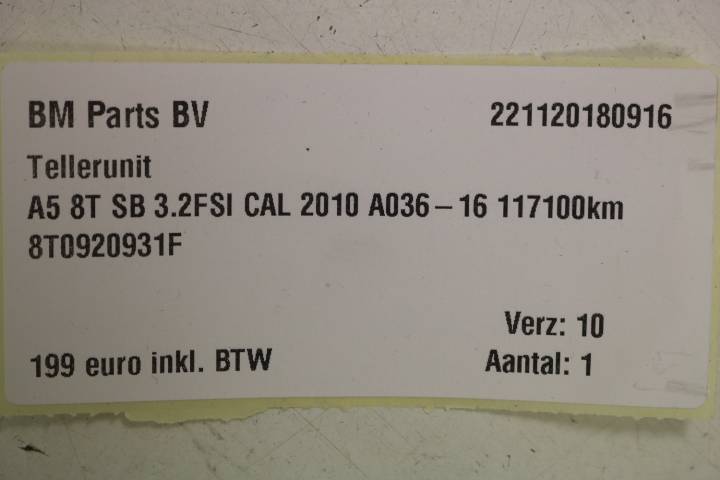 BM Parts BV 221120180916
Tellerunit
A5 8T SB 3.2FSI CAL 2010 A036-16 117100km
8T0920931F
Verz: 10
199 euro inkl. BTW Aantal: 1